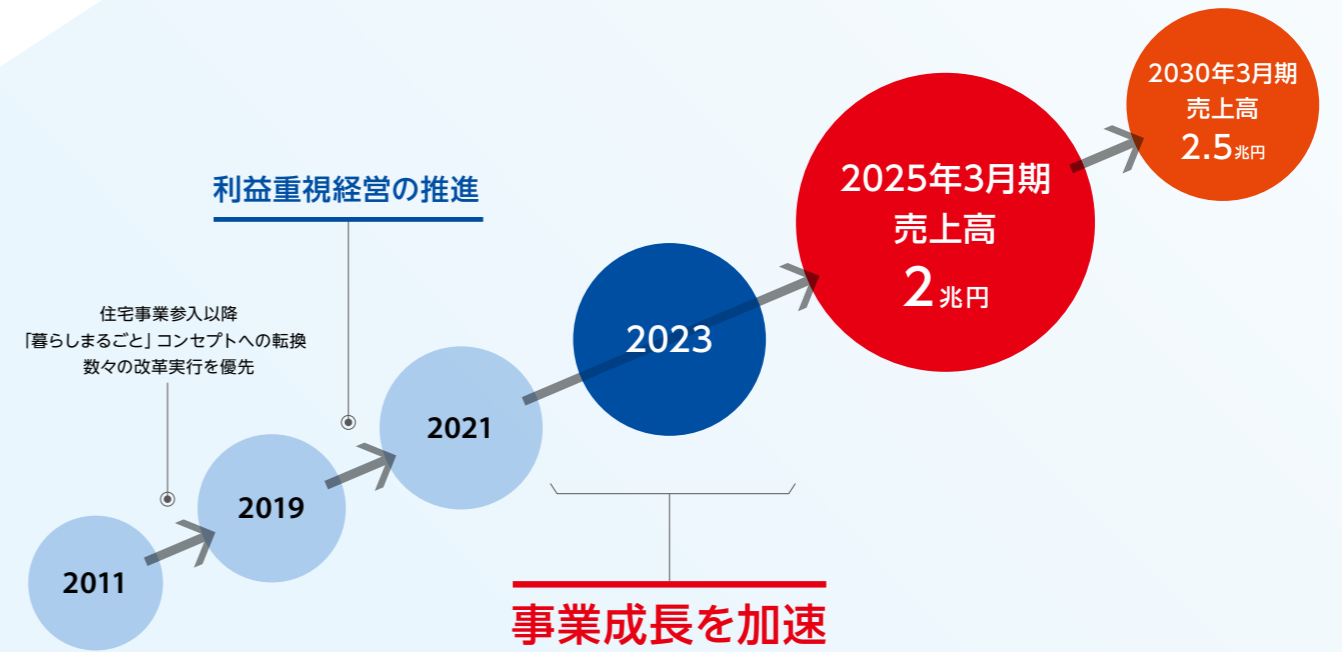 2030年3月期
売上高
2.5兆円
2025年3月期
売上高
2兆円
利益重視経営の推進
住宅事業参入以降
「暮らしまるごと」コンセプトへの転換
数々の改革実行を優先
2023
2021
2019
2011
事業成長を加速